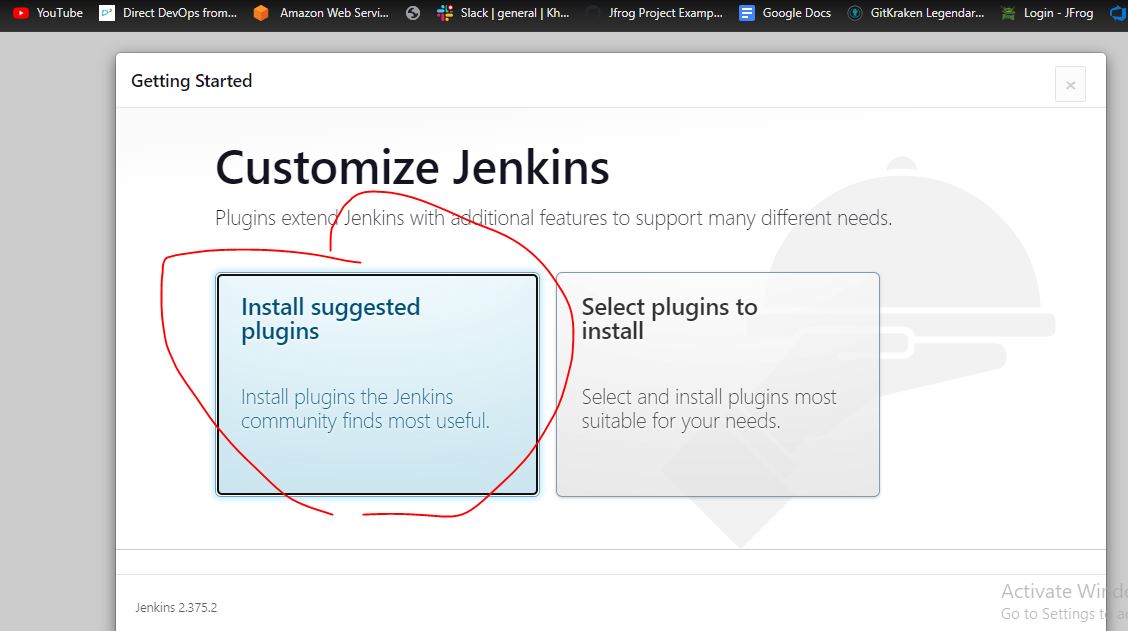 YouTube
Direct DevOps from...
Amazon Web Servi...
Slack | general | Kh...
Jfrog Project Examp...
Google Docs
GitKraken Legendar...
Login - JFrog
Getting Started
×
Customize Jenkins
Plugins extend Jenkins with additional features to support many different needs.
Install suggested
plugins
Install plugins the Jenkins
community finds most useful.
Select plugins to
install
Select and install plugins most
suitable for your needs.
Jenkins 2.375.2
Activate Windo
Go to Settings to ac